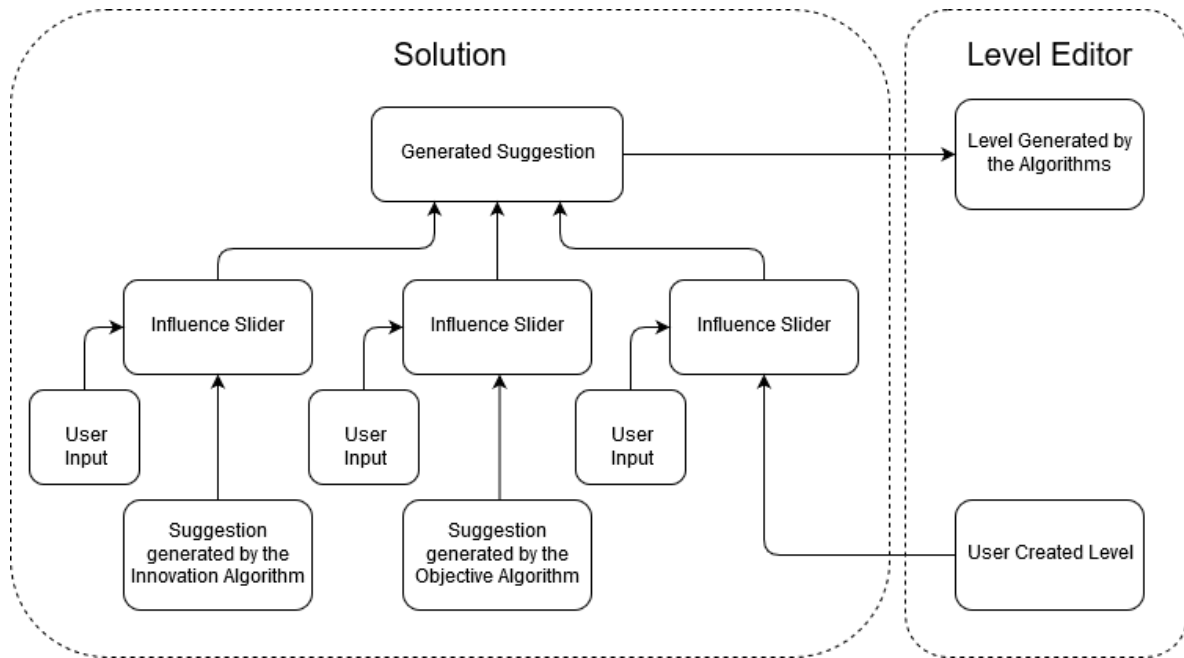 Solution
Level Editor
Generated Suggestion
Level Generated by
the Algorithms
Influence Slider
Influence Slider
Influence Slider
User
Input
User
Input
User
Input
Suggestion
generated by the
Innovation Algorithm
Suggestion
generated by the
Objective Algorithm
User Created Level